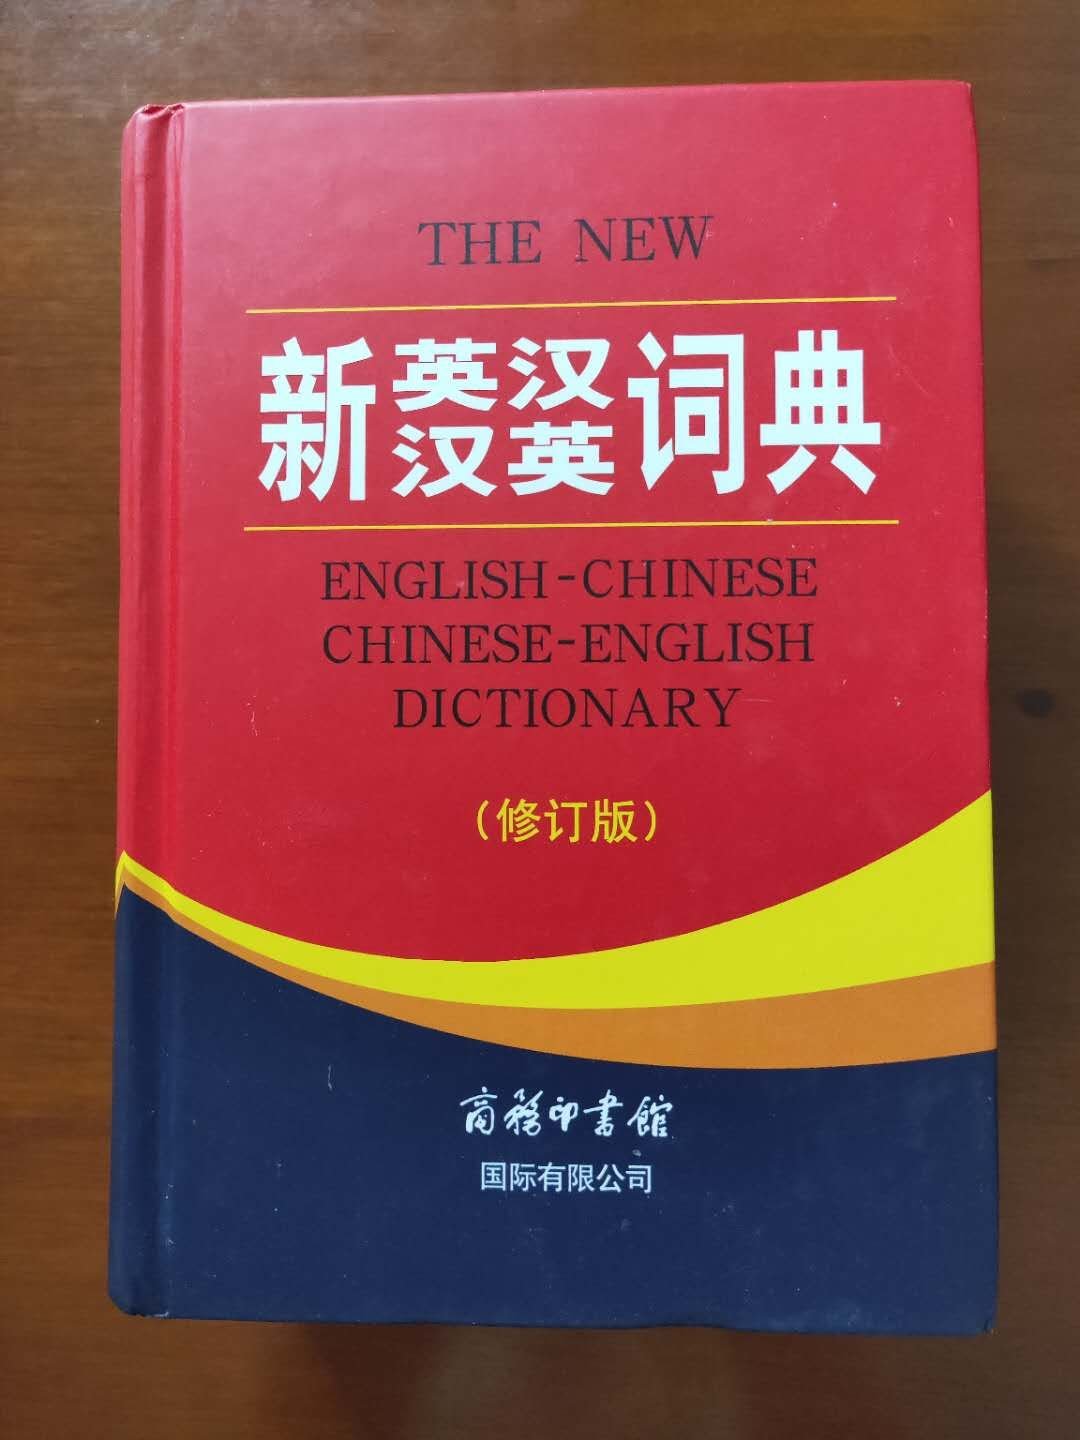 THE NEW
新英汉汉英词典
ENGLISH-CHINESE
CHINESE-ENGLISH
DICTIONARY
（修订版）
商務印書館
国际有限公司